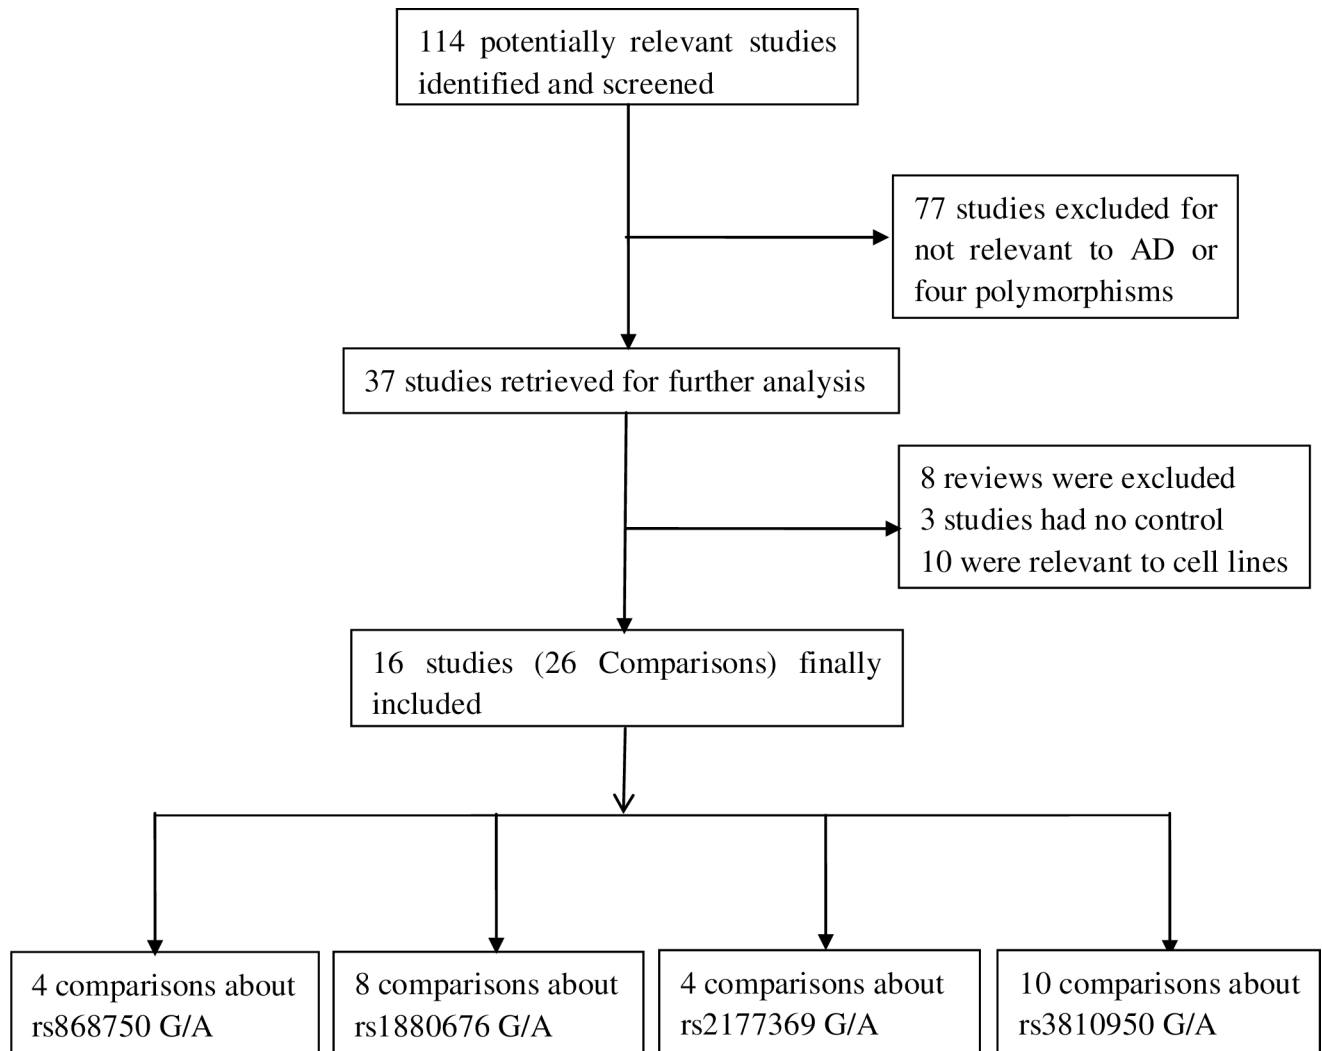 114 potentially relevant studies
identified and screened
77 studies excluded for
not relevant to AD or
four polymorphisms
37 studies retrieved for further analysis
8 reviews were excluded
3 studies had no control
10 were relevant to cell lines
16 studies (26 Comparisons) finally
included
4 comparisons about
rs868750 G/A
8 comparisons about
rs1880676 G/A
4 comparisons about
rs2177369 G/A
10 comparisons about
rs3810950 G/A